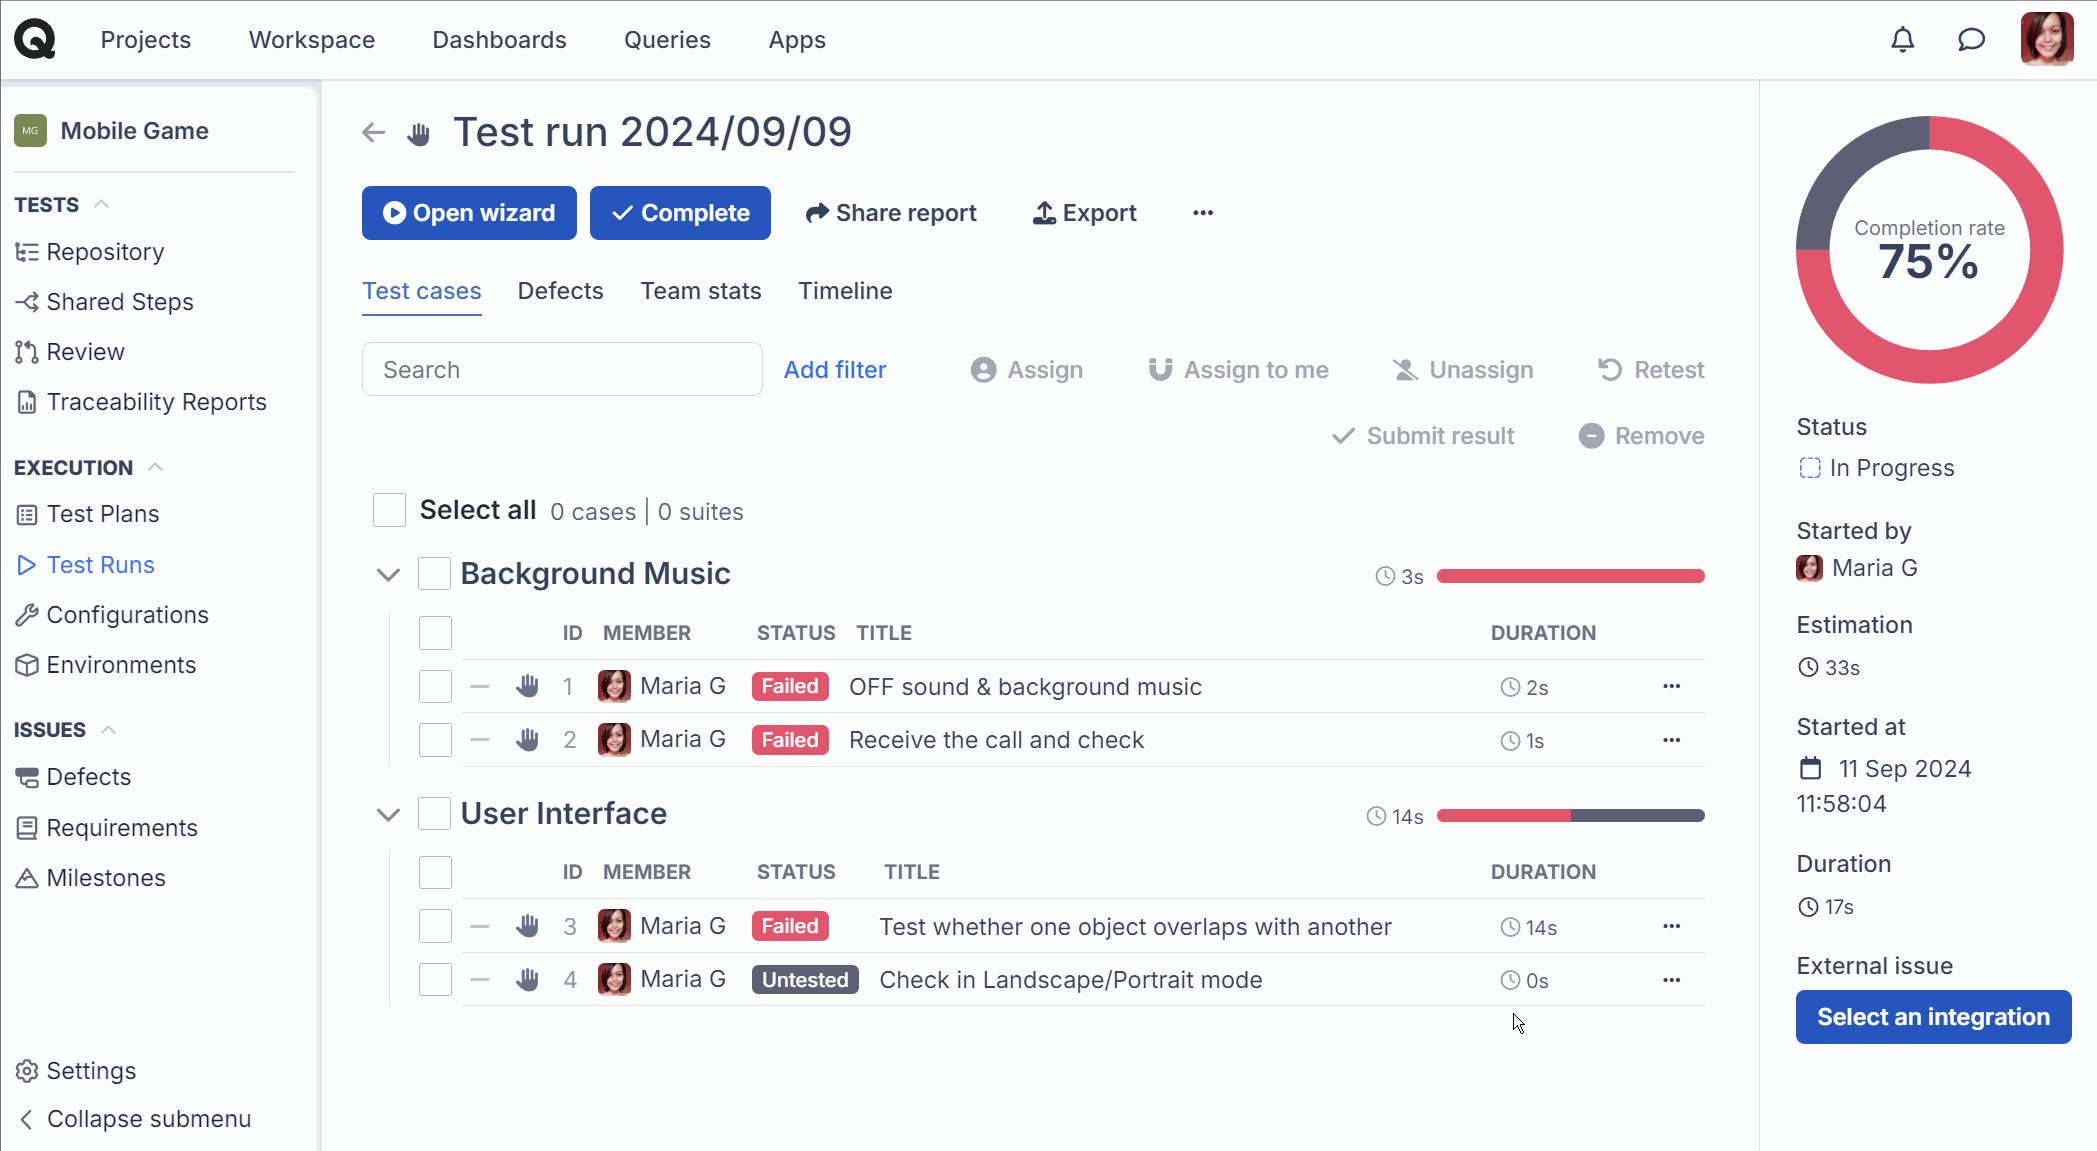 Projects Workspace Dashboards Queries Apps
MG Mobile Game
TESTS
Repository
Shared Steps
Review
Traceability Reports
EXECUTION
Test Plans
Test Runs
Configurations
Environments
ISSUES
Defects
Requirements
Milestones
Settings
Collapse submenu
Test run 2024/09/09
Open wizard Complete Share report Export
Test cases Defects Team stats Timeline
Search Add filter Assign Assign to me Unassign Retest
Submit result Remove
Select all 0 cases | 0 suites
Background Music 3s
ID MEMBER STATUS TITLE DURATION
1 Maria G Failed OFF sound & background music 2s
2 Maria G Failed Receive the call and check 1s
User Interface 14s
ID MEMBER STATUS TITLE DURATION
3 Maria G Failed Test whether one object overlaps with another 14s
4 Maria G Untested Check in Landscape/Portrait mode 0s
Completion rate
75%
Status
In Progress
Started by
Maria G
Estimation
33s
Started at
11 Sep 2024
11:58:04
Duration
17s
External issue
Select an integration